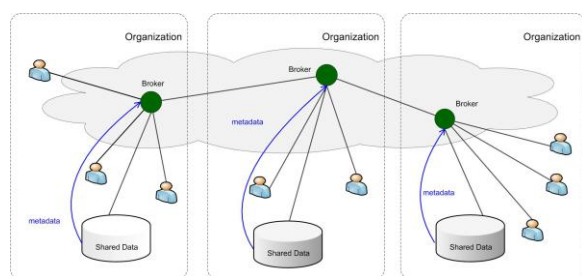 Organization
Organization
Organization
Broker
Broker
Broker
metadata
metadata
metadata
Shared Data
Shared Data
Shared Data